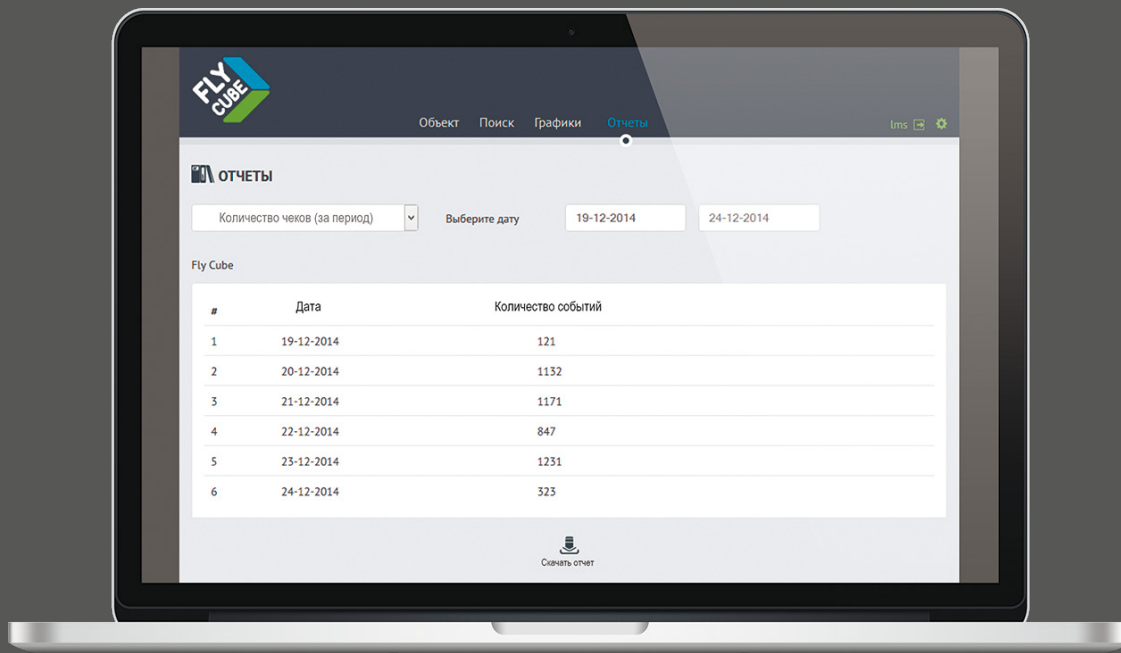 FLY
CUBE
Объект Поиск Графики Отчеты lms
ОТЧЕТЫ
Количество чеков (за период) Выберите дату 19-12-2014 24-12-2014
Fly Cube
# Дата Количество событий
1 19-12-2014 121
2 20-12-2014 1132
3 21-12-2014 1171
4 22-12-2014 847
5 23-12-2014 1231
6 24-12-2014 323
Скачать отчет